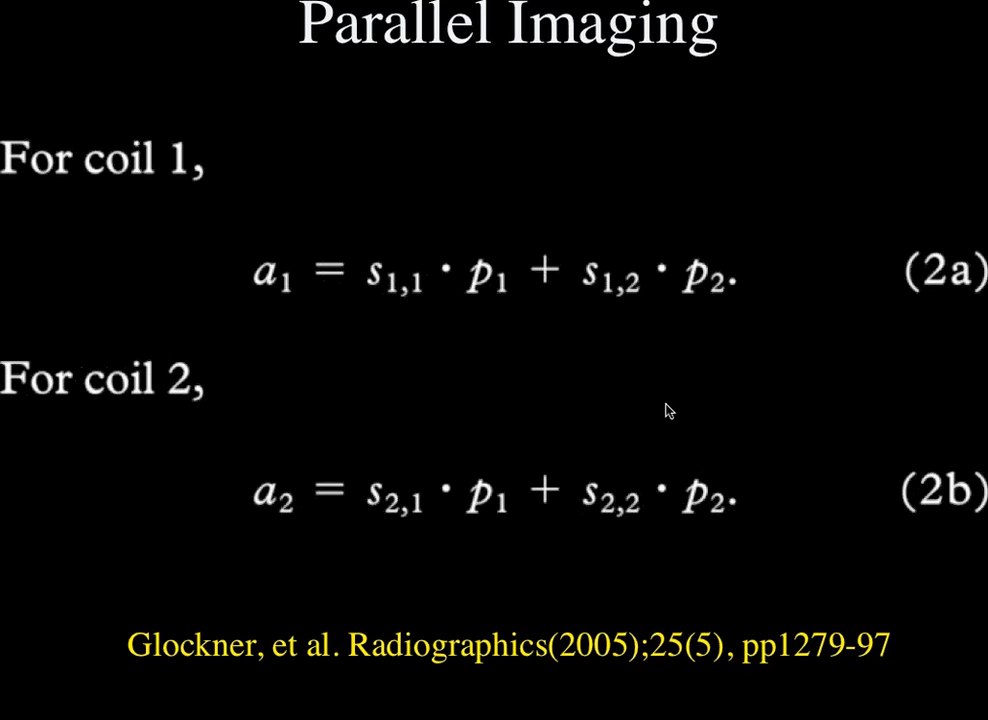 Parallel Imaging
For coil 1,
a₁ = s₁,₁ · p₁ + s₁,₂ · p₂. (2a)
For coil 2,
a₂ = s₂,₁ · p₁ + s₂,₂ · p₂. (2b)
Glockner, et al. Radiographics(2005);25(5), pp1279-97